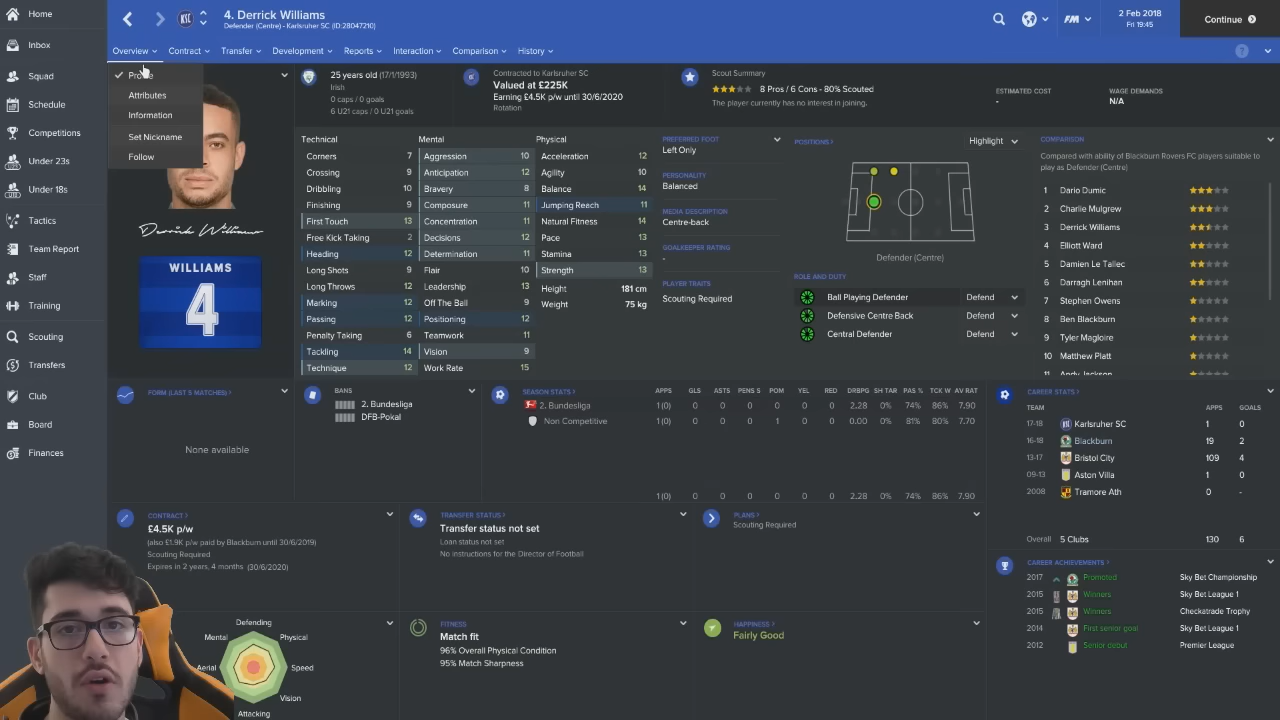 Home
Inbox
Squad
Schedule
Competitions
Under 23s
Under 18s
Tactics
Team Report
Staff
Training
Scouting
Transfers
Club
Board
Finances
4. Derrick Williams
Defender (Centre) - Karlsruher SC (ID:28047210)
FM
2 Feb 2018
Fri 19:45
Continue
Overview
Contract
Transfer
Development
Reports
Interaction
Comparison
History
?
Profile
Attributes
Information
Set Nickname
Follow
Derrick Williams
WILLIAMS
4
25 years old (17/1/1993)
Irish
0 caps / 0 goals
6 U21 caps / 0 U21 goals
Contracted to Karlsruher SC
Valued at £225K
Earning £4.5K p/w until 30/6/2020
Rotation
Scout Summary
8 Pros / 6 Cons - 80% Scouted
The player currently has no interest in joining.
ESTIMATED COST
-
WAGE DEMANDS
N/A
Technical
Corners 7
Crossing 9
Dribbling 10
Finishing 9
First Touch 13
Free Kick Taking 2
Heading 12
Long Shots 9
Long Throws 12
Marking 12
Passing 12
Penalty Taking 6
Tackling 14
Technique 12
Mental
Aggression 10
Anticipation 12
Bravery 8
Composure 11
Concentration 11
Decisions 12
Determination 11
Flair 10
Leadership 13
Off The Ball 9
Positioning 12
Teamwork 11
Vision 9
Work Rate 15
Physical
Acceleration 12
Agility 10
Balance 14
Jumping Reach 11
Natural Fitness 14
Pace 13
Stamina 13
Strength 13
Height 181 cm
Weight 75 kg
PREFERRED FOOT
Left Only
PERSONALITY
Balanced
MEDIA DESCRIPTION
Centre-back
GOALKEEPER RATING
-
PLAYER TRAITS
Scouting Required
POSITIONS
Highlight
Defender (Centre)
ROLE AND DUTY
Ball Playing Defender Defend
Defensive Centre Back Defend
Central Defender Defend
COMPARISON
Compared with ability of Blackburn Rovers FC players suitable
to play as Defender (Centre)
1 Dario Dumic
2 Charlie Mulgrew
3 Derrick Williams
4 Elliott Ward
5 Damien Le Tallec
6 Darragh Lenihan
7 Stephen Owens
8 Ben Blackburn
9 Tyler Magloire
10 Matthew Platt
11 Andy Jackson
FORM (LAST 5 MATCHES)
None available
BANS
2. Bundesliga
DFB-Pokal
SEASON STATS APPS GLS ASTS PENS S POM YEL RED DRBPG SH TAR PAS % TCK W AV RAT
2. Bundesliga 1(0) 0 0 0 0 0 0 2.28 0% 74% 86% 7.90
Non Competitive 1(0) 0 0 0 1 0 0 0.00 0% 81% 80% 7.70
1(0) 0 0 0 0 0 0 2.28 0% 74% 86% 7.90
CAREER STATS
TEAM APPS GOALS
17-18 Karlsruher SC 1 0
16-18 Blackburn 19 2
13-17 Bristol City 109 4
09-13 Aston Villa 1 0
2008 Tramore Ath 0 -
Overall 5 Clubs 130 6
CONTRACT
£4.5K p/w
(also £1.9K p/w paid by Blackburn until 30/6/2019)
Scouting Required
Expires in 2 years, 4 months (30/6/2020)
TRANSFER STATUS
Transfer status not set
Loan status not set
No instructions for the Director of Football
PLANS
Scouting Required
CAREER ACHIEVEMENTS
2017 Promoted Sky Bet Championship
2015 Winners Sky Bet League 1
2015 Winners Checkatrade Trophy
2014 First senior goal Sky Bet League 1
2012 Senior debut Premier League
Defending
Mental
Physical
Aerial
Speed
Vision
Attacking
FITNESS
Match fit
96% Overall Physical Condition
95% Match Sharpness
HAPPINESS
Fairly Good